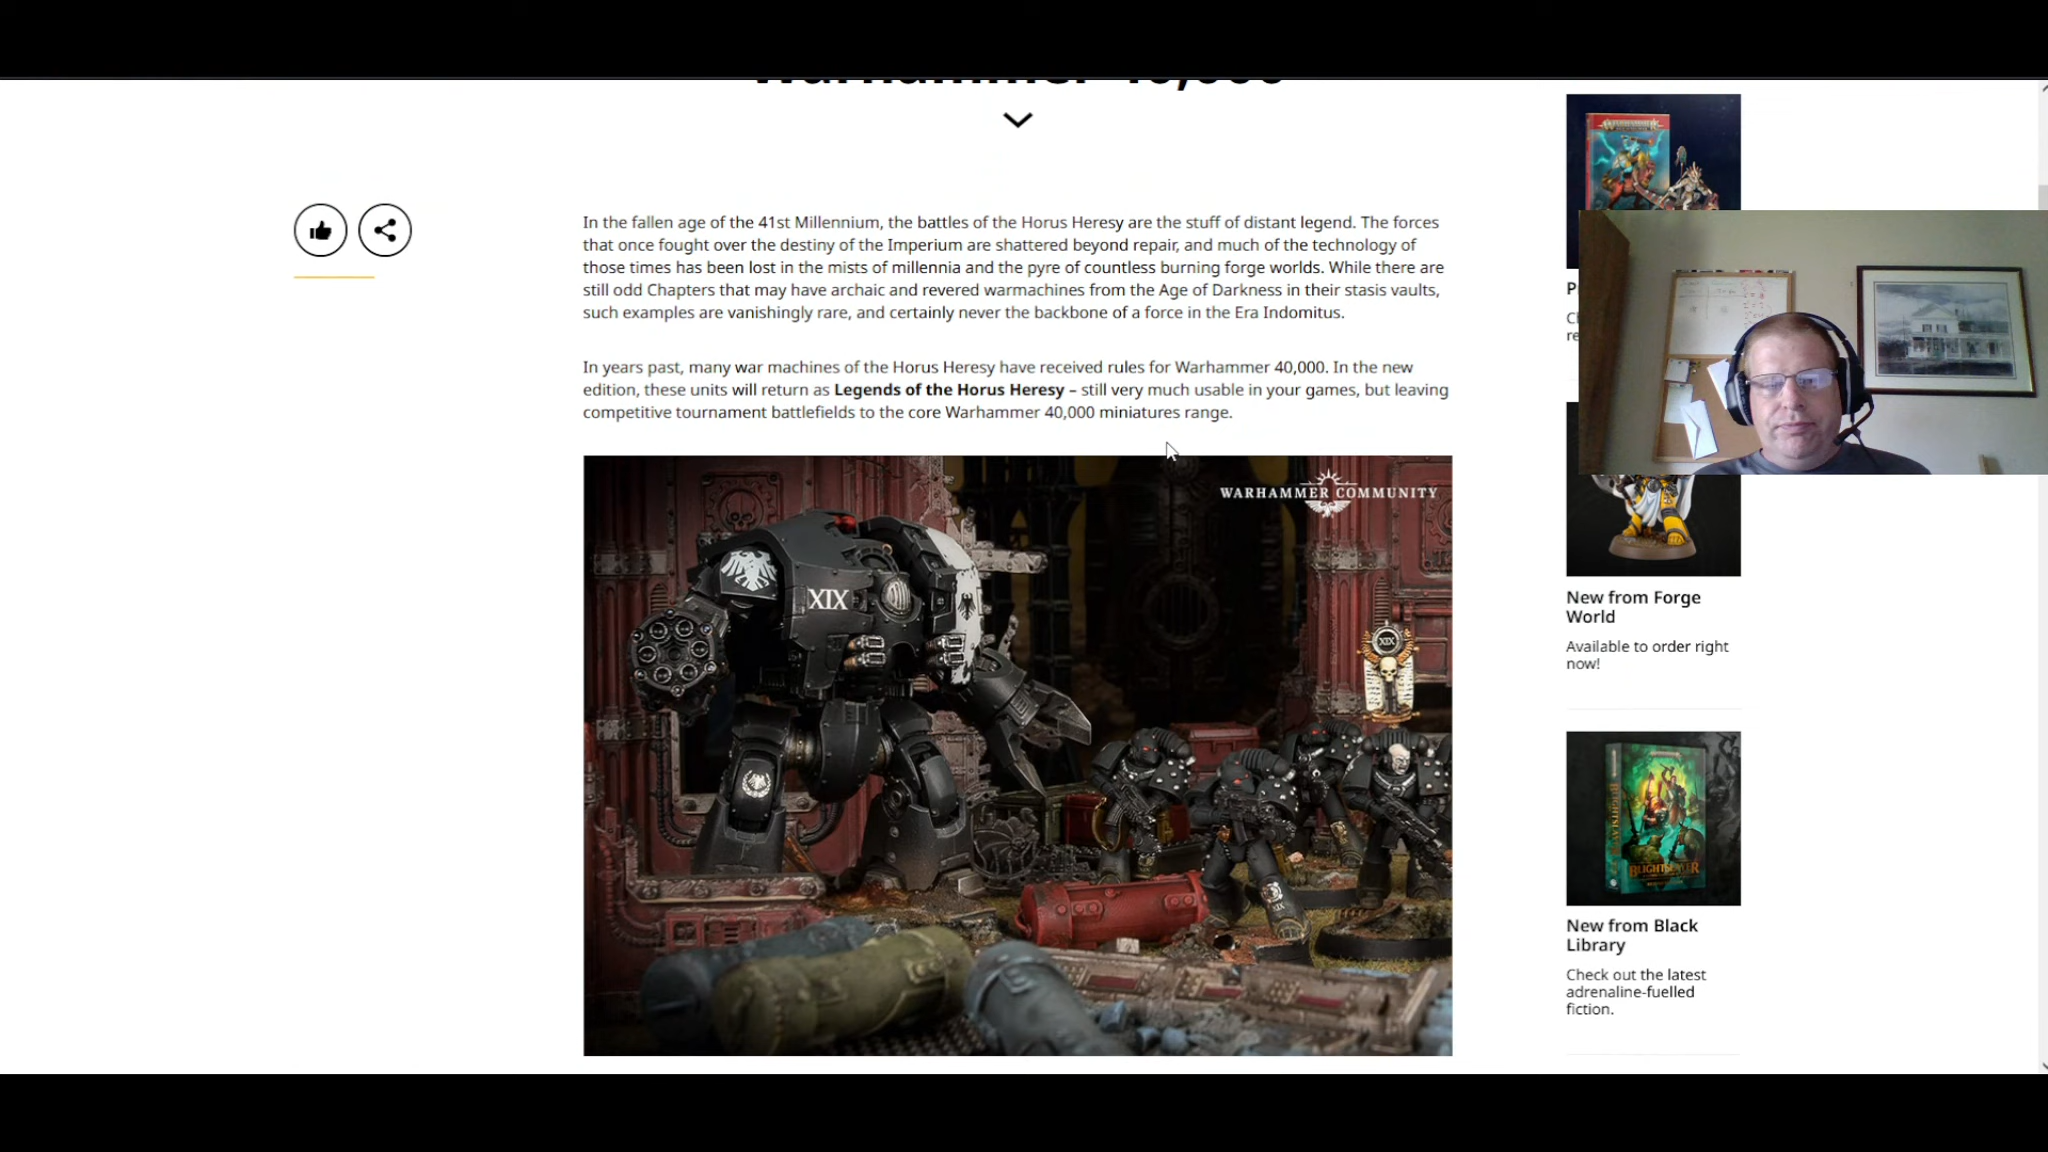 Warhammer 40,000
In the fallen age of the 41st Millennium, the battles of the Horus Heresy are the stuff of distant legend. The forces
that once fought over the destiny of the Imperium are shattered beyond repair, and much of the technology of
those times has been lost in the mists of millennia and the pyre of countless burning forge worlds. While there are
still odd Chapters that may have archaic and revered warmachines from the Age of Darkness in their stasis vaults,
such examples are vanishingly rare, and certainly never the backbone of a force in the Era Indomitus.
In years past, many war machines of the Horus Heresy have received rules for Warhammer 40,000. In the new
edition, these units will return as Legends of the Horus Heresy – still very much usable in your games, but leaving
competitive tournament battlefields to the core Warhammer 40,000 miniatures range.
WARHAMMER COMMUNITY
XIX
XIX
XIX
New from Forge
World
Available to order right
now!
BLIGHTSLAYER
New from Black
Library
Check out the latest
adrenaline-fuelled
fiction.